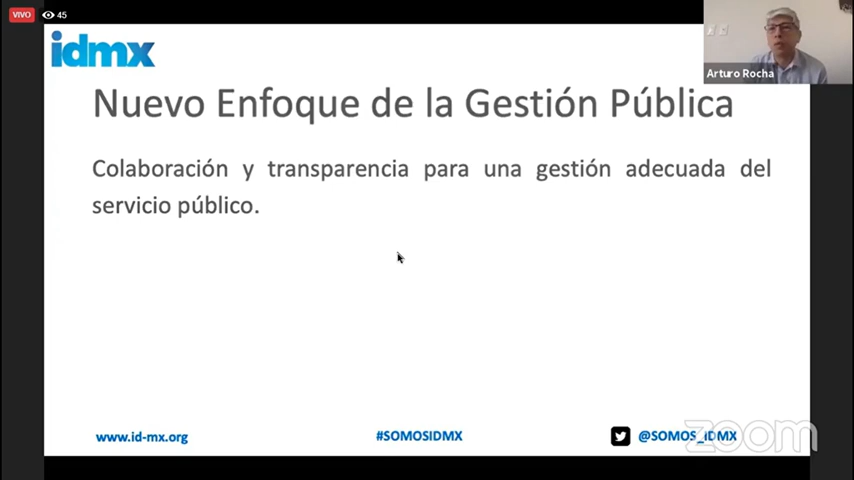 VIVO 45
idmx
Arturo Rocha
Nuevo Enfoque de la Gestión Pública
Colaboración y transparencia para una gestión adecuada del
servicio público.
www.id-mx.org #SOMOSIDMX @SOMOS_IDMX
zoom